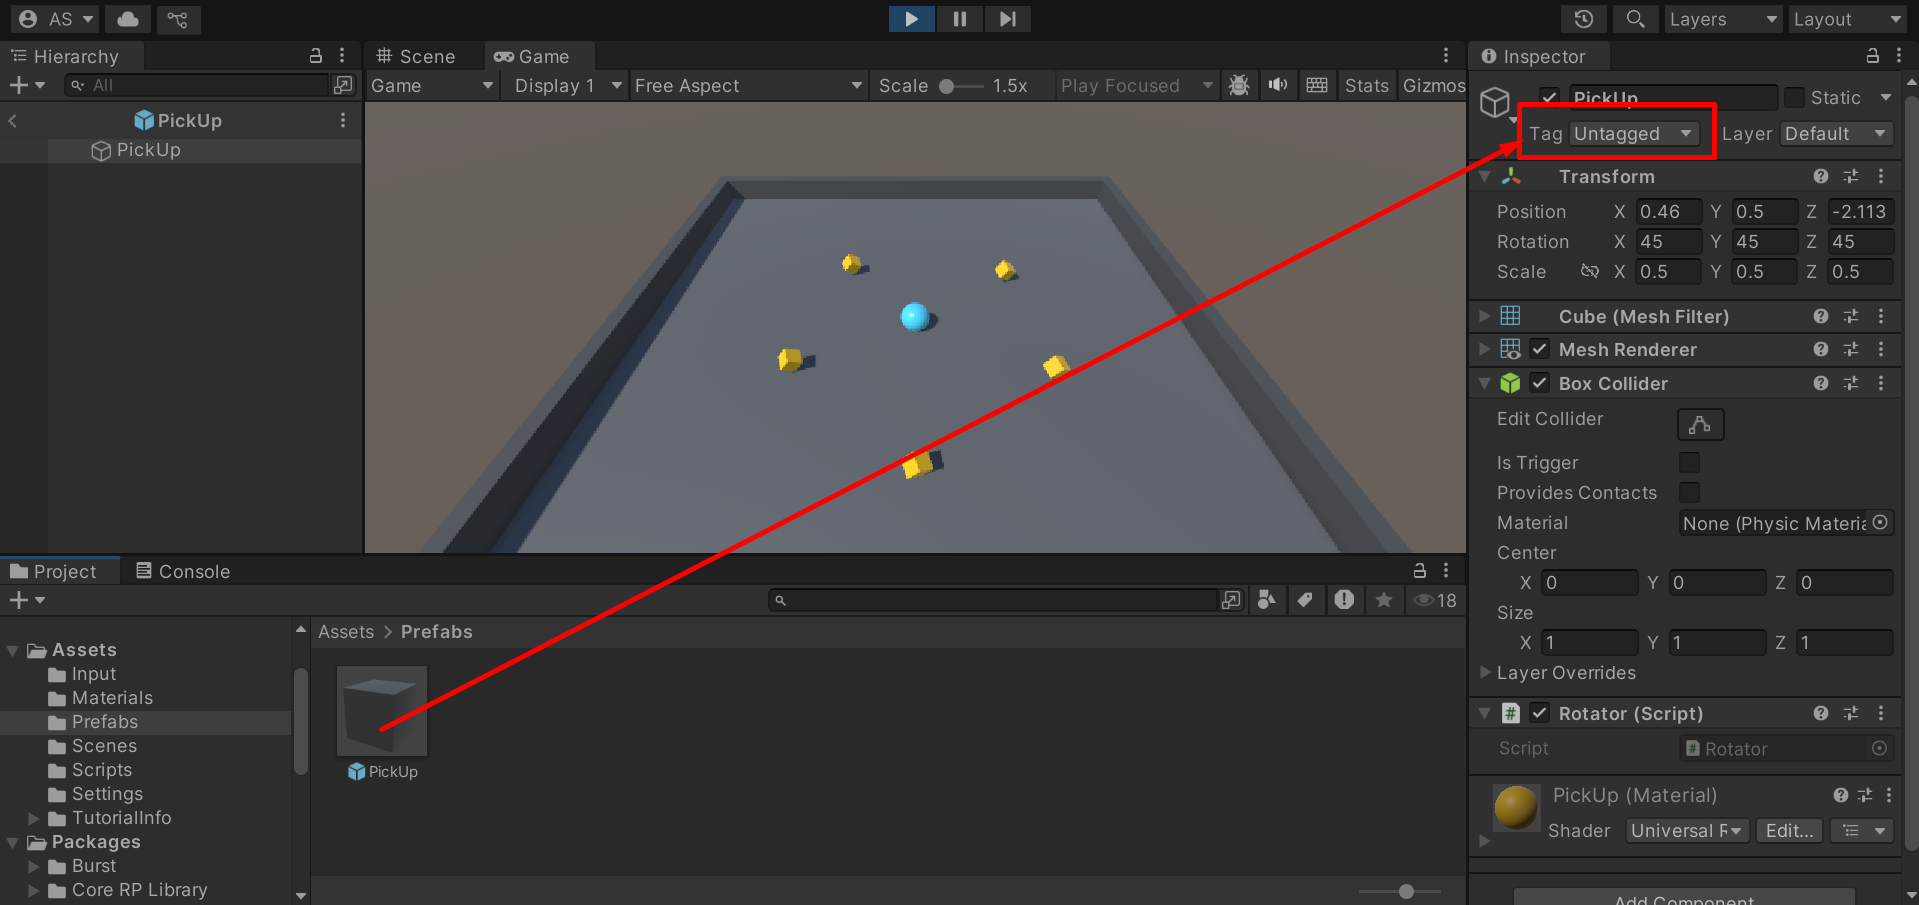 AS
Layers
Layout
Hierarchy
All
PickUp
PickUp
Scene
Game
Game
Display 1
Free Aspect
Scale
1.5x
Play Focused
Stats
Gizmos
Inspector
PickUp
Static
Tag
Untagged
Layer
Default
Transform
Position X 0.46 Y 0.5 Z -2.113
Rotation X 45 Y 45 Z 45
Scale X 0.5 Y 0.5 Z 0.5
Cube (Mesh Filter)
Mesh Renderer
Box Collider
Edit Collider
Is Trigger
Provides Contacts
Material None (Physic Materia
Center
X 0 Y 0 Z 0
Size
X 1 Y 1 Z 1
Layer Overrides
# Rotator (Script)
Script # Rotator
PickUp (Material)
Shader Universal R Edit...
Add Component
Project
Console
18
Assets
Input
Materials
Prefabs
Scenes
Scripts
Settings
TutorialInfo
Packages
Burst
Core RP Library
Assets > Prefabs
PickUp